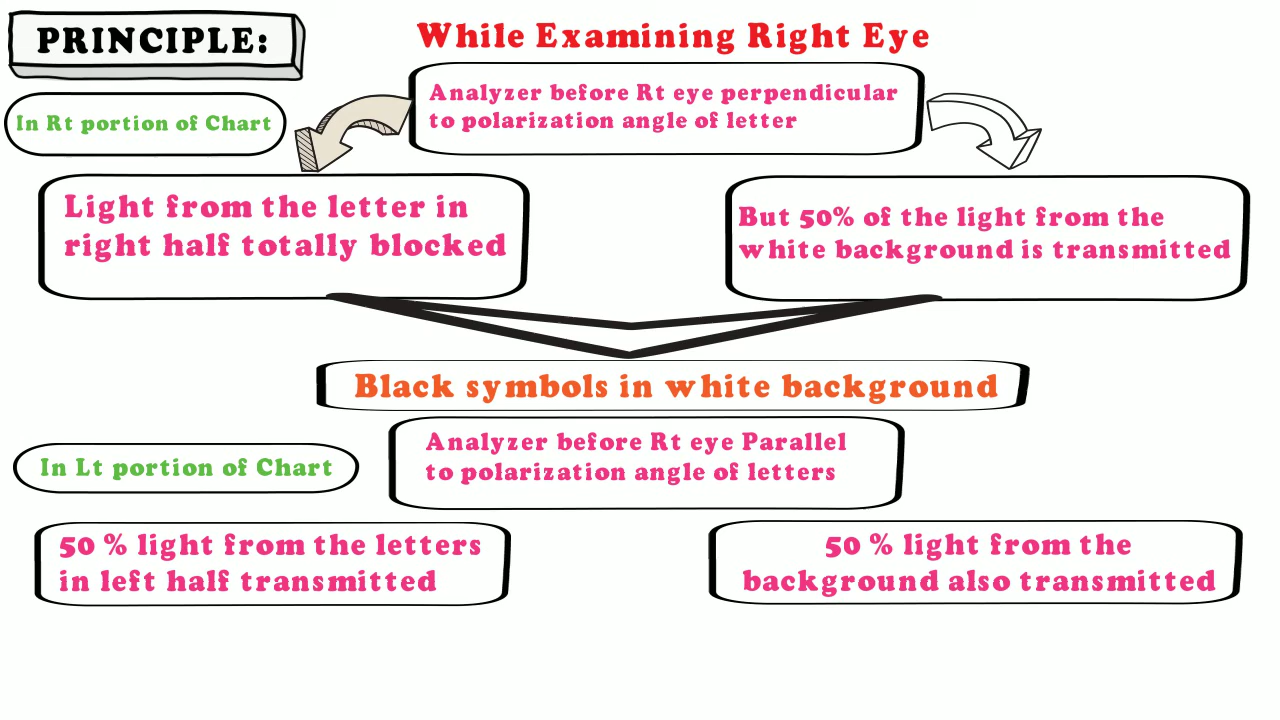 PRINCIPLE:
While Examining Right Eye
In Rt portion of Chart
Analyzer before Rt eye perpendicular
to polarization angle of letter
Light from the letter in
right half totally blocked
But 50% of the light from the
white background is transmitted
Black symbols in white background
In Lt portion of Chart
Analyzer before Rt eye Parallel
to polarization angle of letters
50 % light from the letters
in left half transmitted
50 % light from the
background also transmitted